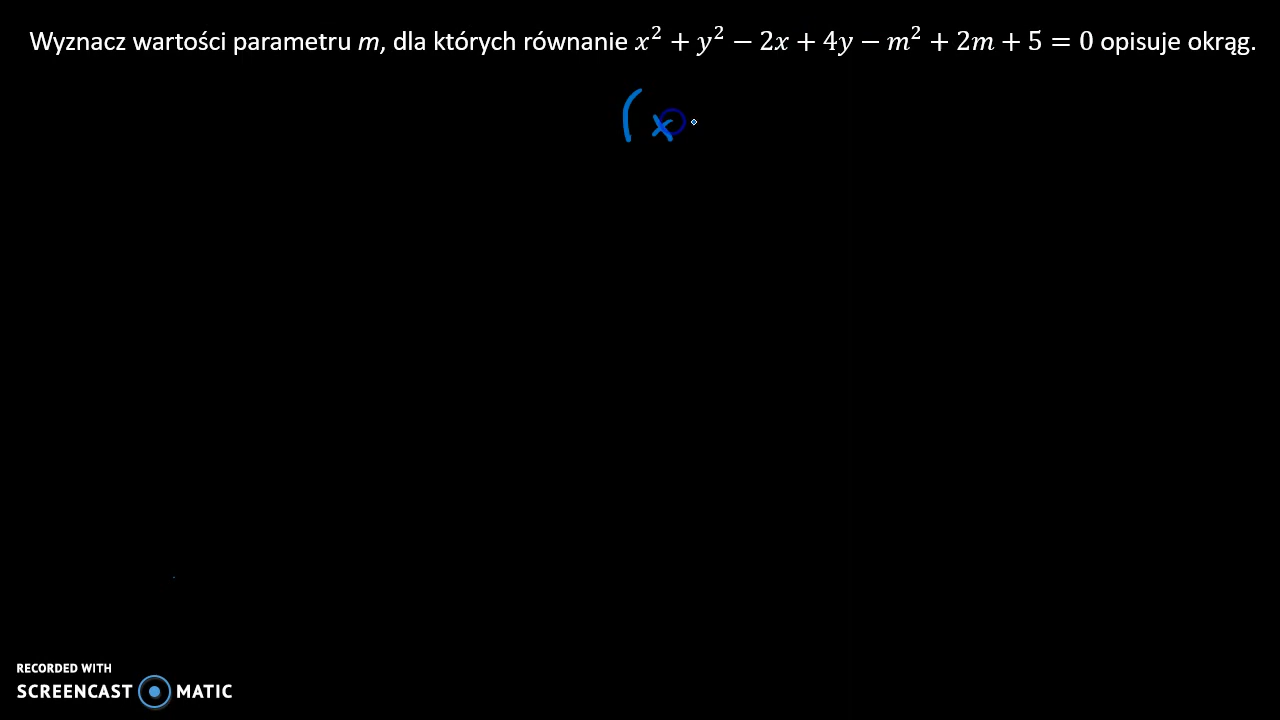 Wyznacz wartości parametru m, dla których równanie x² + y² − 2x + 4y − m² + 2m + 5 = 0 opisuje okrąg.
(x
RECORDED WITH
SCREENCAST MATIC